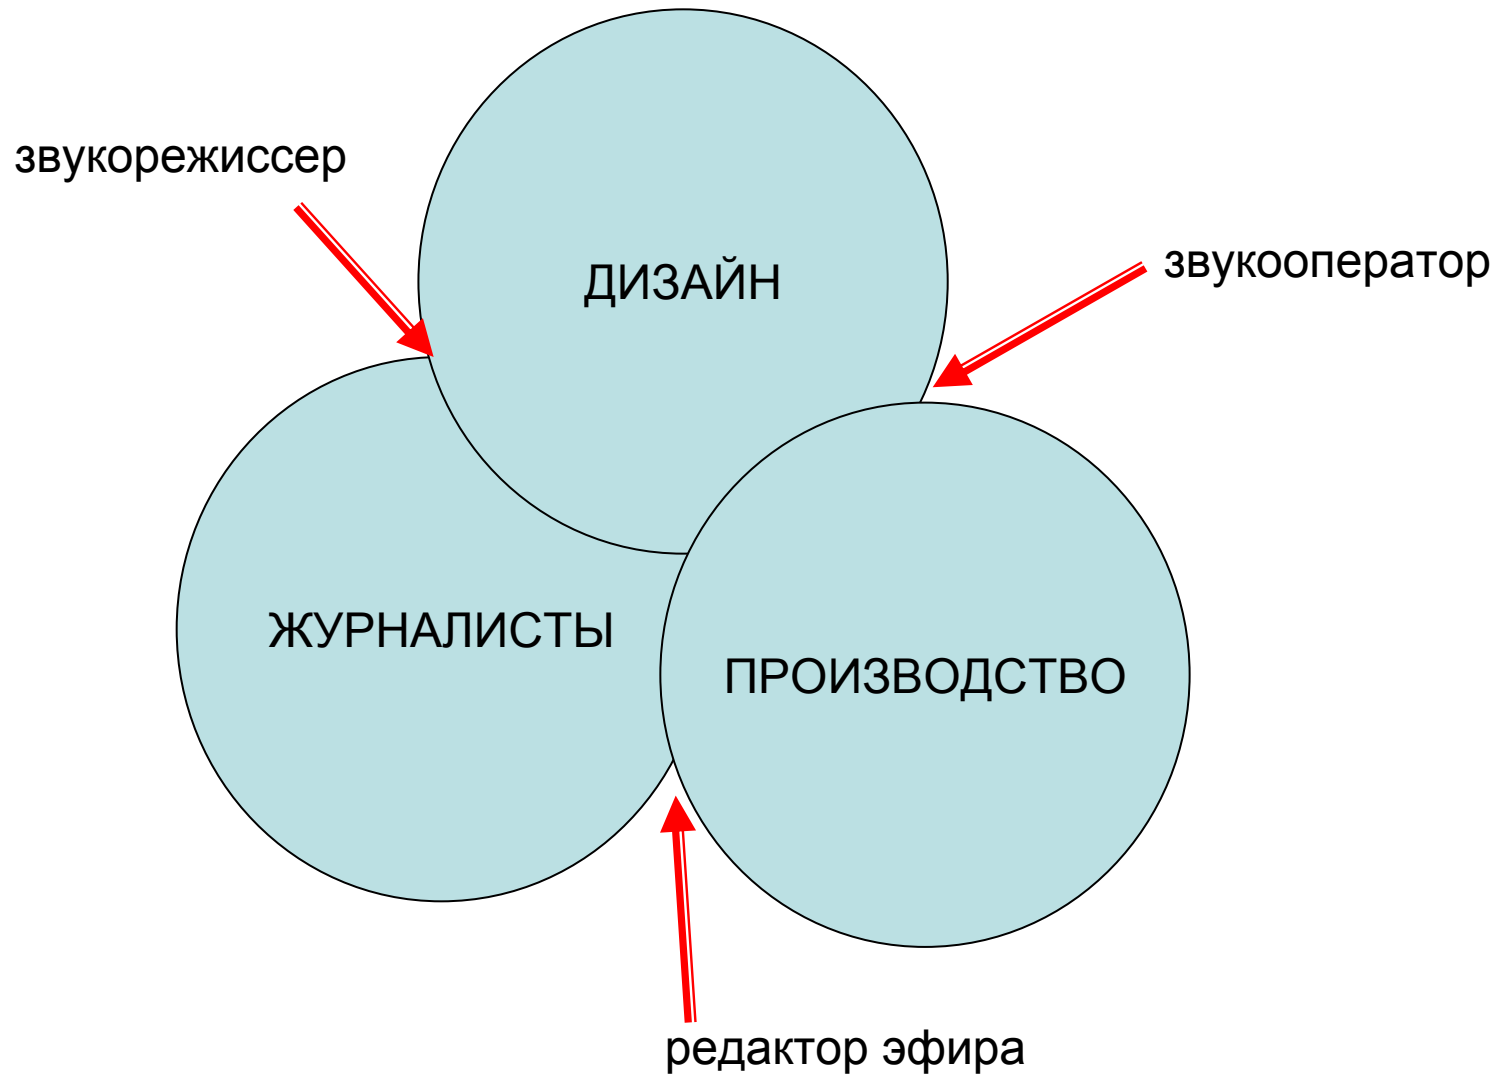 звукорежиссер
звукооператор
ДИЗАЙН
ЖУРНАЛИСТЫ
ПРОИЗВОДСТВО
редактор эфира